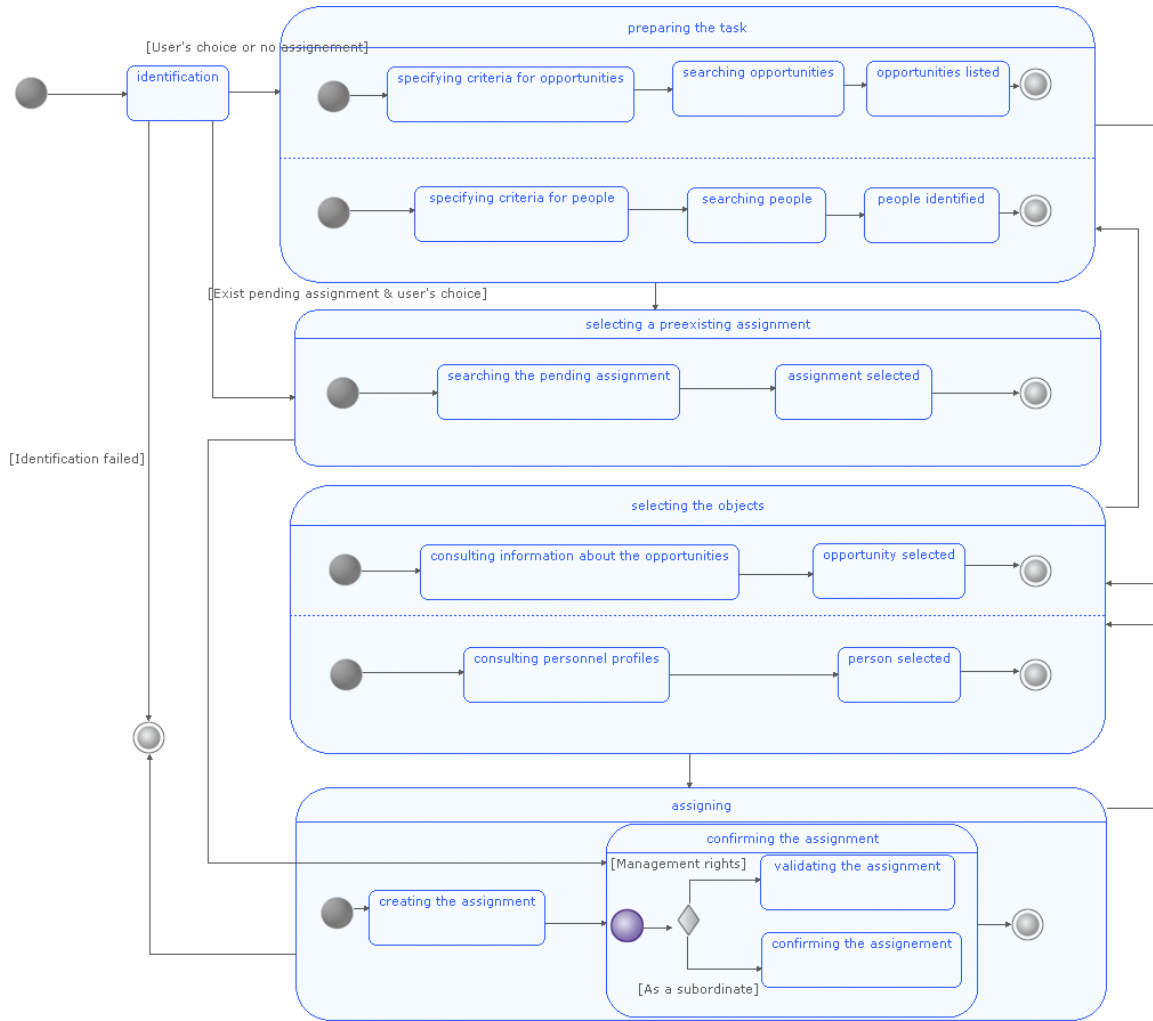 preparing the task
[User's choice or no assignement]
identification
specifying criteria for opportunities
searching opportunities
opportunities listed
specifying criteria for people
searching people
people identified
[Exist pending assignment & user's choice]
selecting a preexisting assignment
searching the pending assignment
assignment selected
[Identification failed]
selecting the objects
consulting information about the opportunities
opportunity selected
consulting personnel profiles
person selected
assigning
confirming the assignment
[Management rights]
validating the assignment
creating the assignment
confirming the assignement
[As a subordinate]